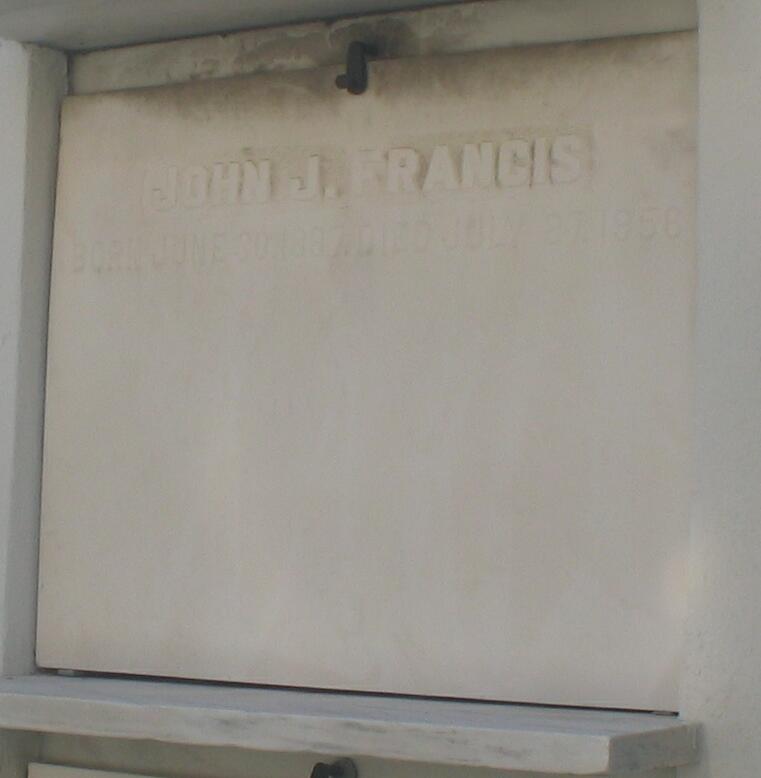 JOHN J. FRANCIS
BORN JUNE DIED JULY 27, 1956